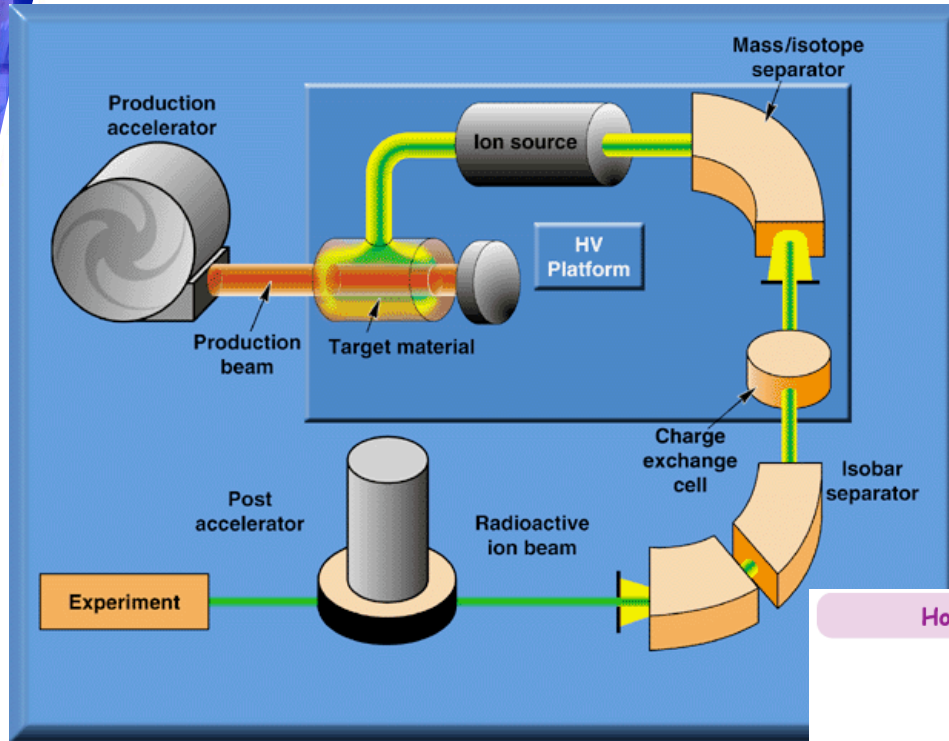 Mass/isotope
separator
Production
accelerator
Ion source
HV
Platform
Production
beam
Target material
Charge
exchange
cell
Isobar
separator
Post
accelerator
Radioactive
ion beam
Experiment